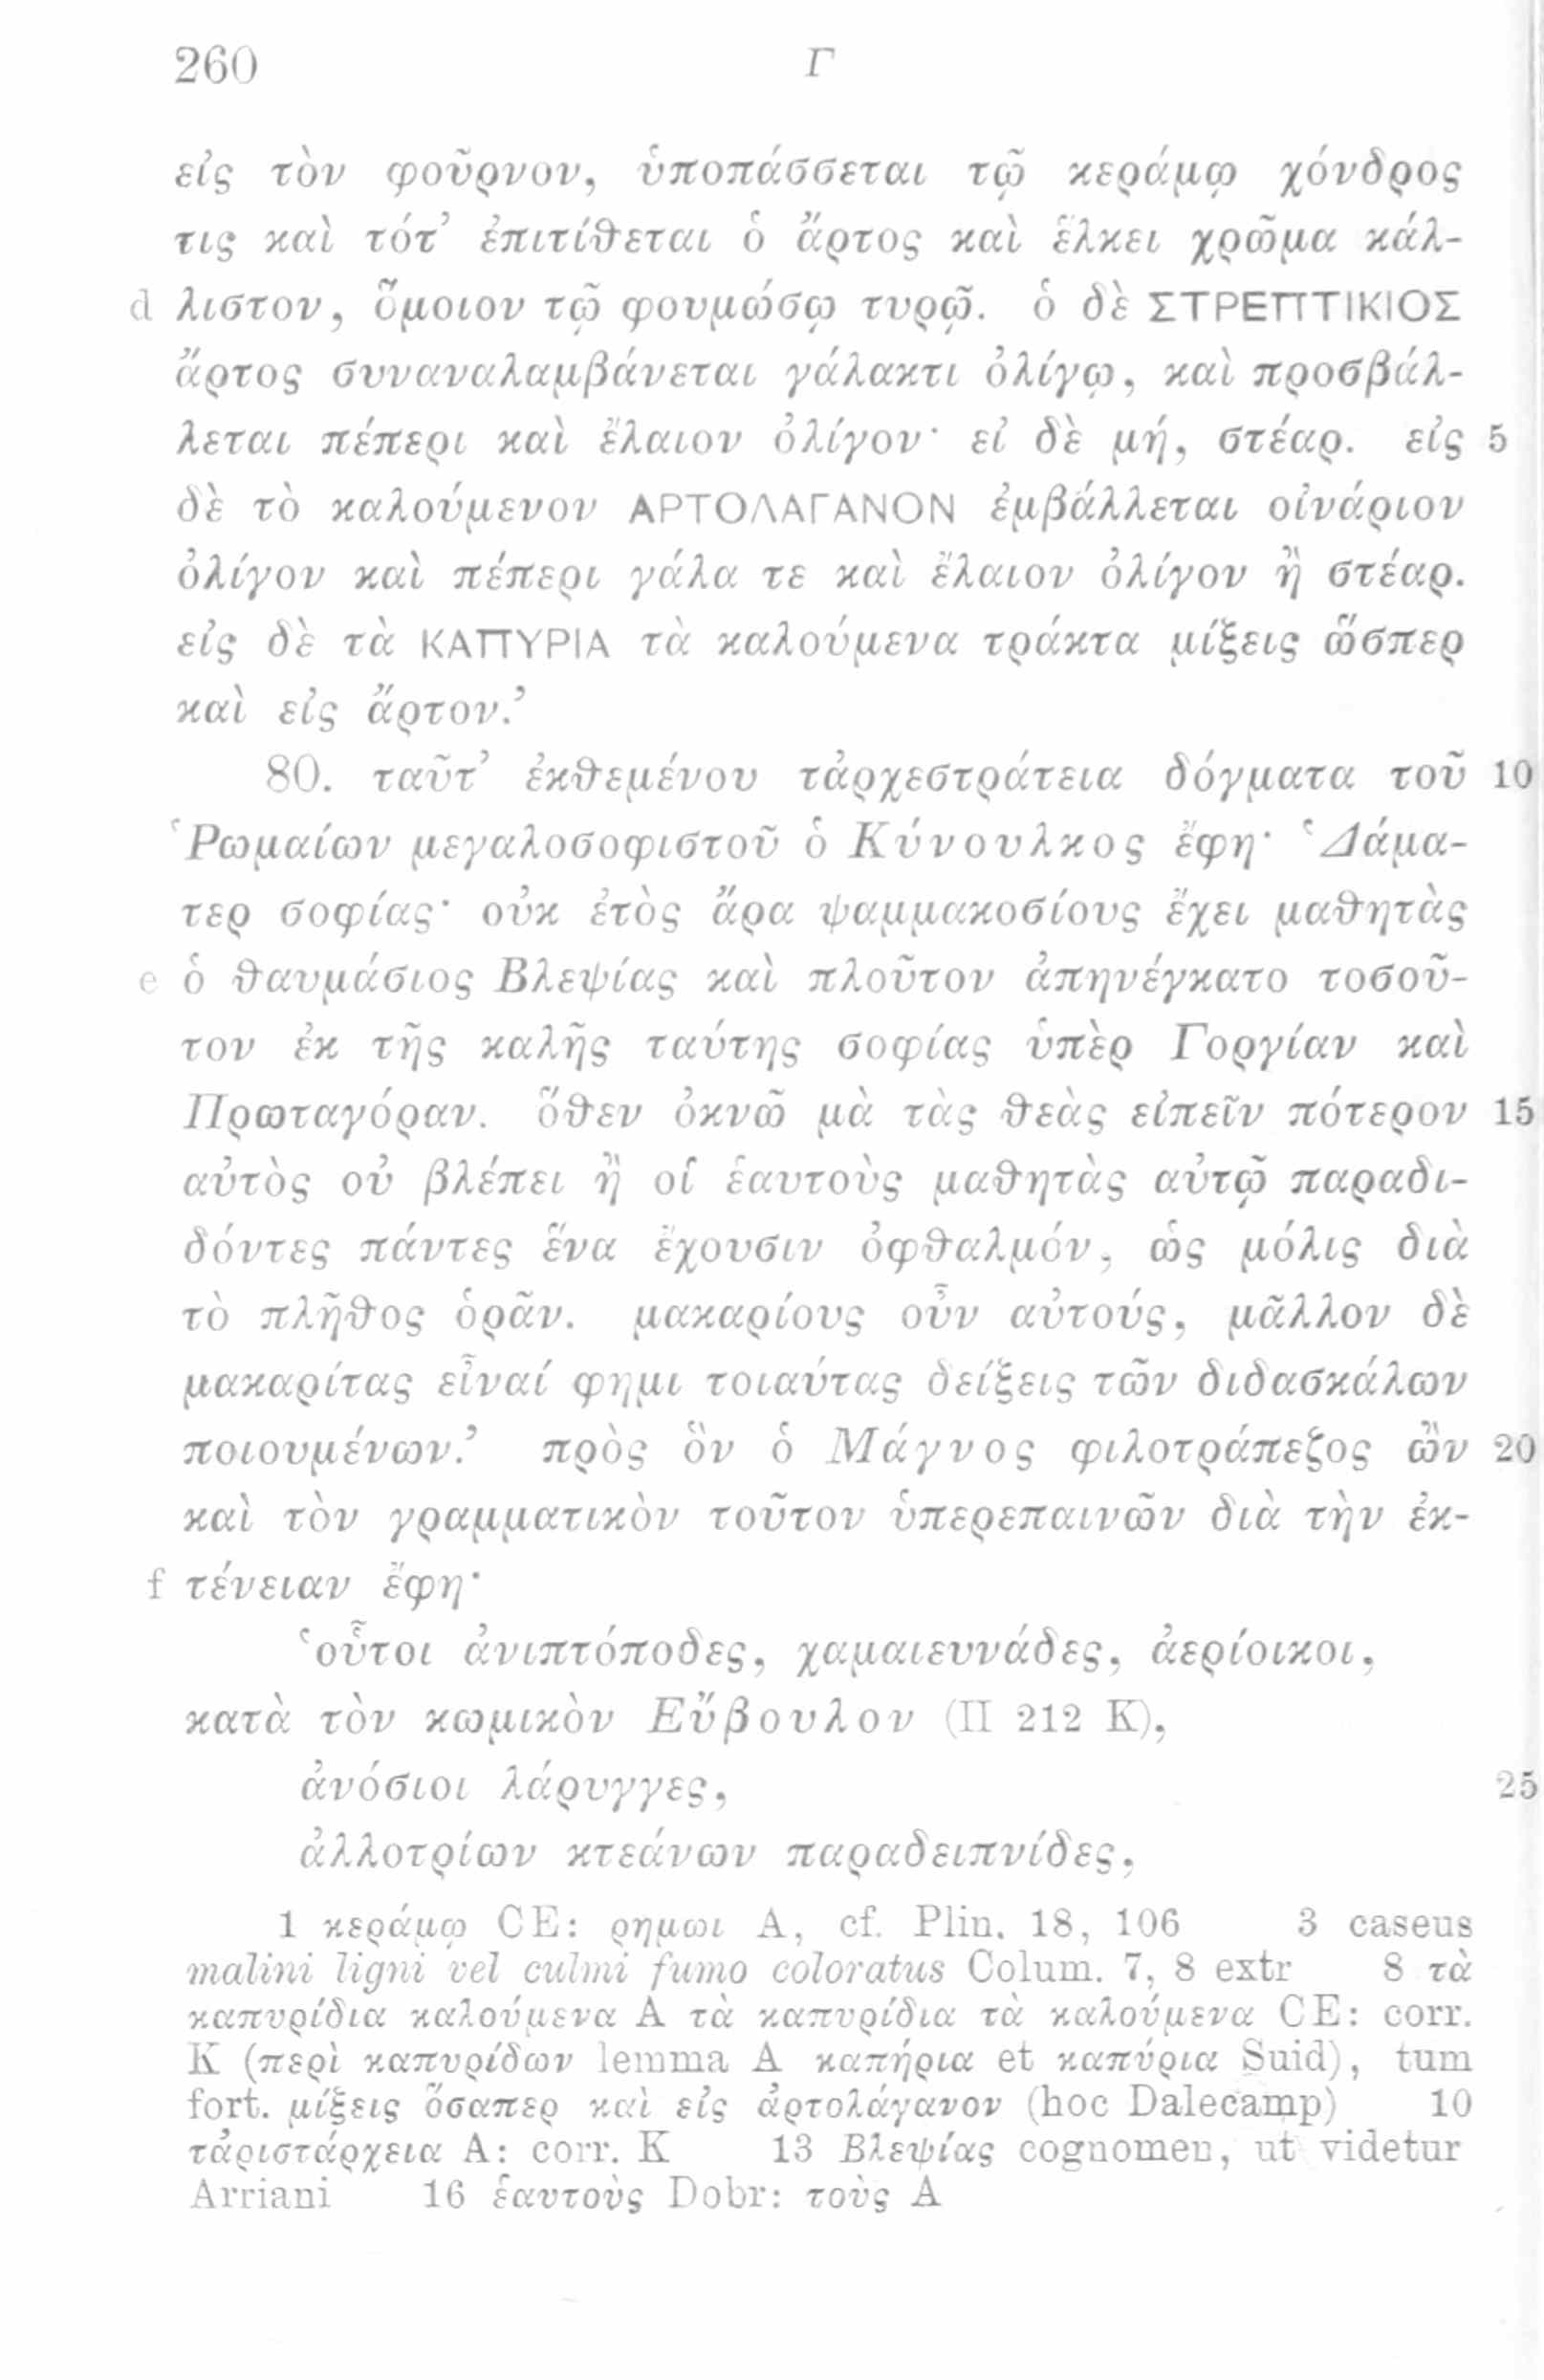 260 Γ
εἰς τὸν φοῦρνον, ὑποπάσσεται τῷ κεράμῳ χόνδρος
τις καὶ τότ’ ἐπιτίθεται ὁ ἄρτος καὶ ἕλκει χρῶμα κάλ-
d λιστον, ὅμοιον τῷ φουμώσῳ τυρῷ. ὁ δὲ ΣΤΡΕΠΤΙΚΙΟΣ
ἄρτος συναναλαμβάνεται γάλακτι ὀλίγῳ, καὶ προσβάλ-
λεται πέπερι καὶ ἔλαιον ὀλίγον· εἰ δὲ μή, στέαρ. εἰς 5
δὲ τὸ καλούμενον ΑΡΤΟΛΑΓΑΝΟΝ ἐμβάλλεται οἰνάριον
ὀλίγον καὶ πέπερι γάλα τε καὶ ἔλαιον ὀλίγον ἢ στέαρ.
εἰς δὲ τὰ ΚΑΠΥΡΙΑ τὰ καλούμενα τράκτα μίξεις ὥσπερ
καὶ εἰς ἄρτον.’
80. ταῦτ’ ἐκθεμένου τἀρχεστράτεια δόγματα τοῦ 10
Ῥωμαίων μεγαλοσοφιστοῦ ὁ Κύνουλκος ἔφη· ‘Δάμα-
τερ σοφίας· οὐκ ἐτὸς ἄρα ψαμμακοσίους ἔχει μαθητὰς
e ὁ θαυμάσιος Βλεψίας καὶ πλοῦτον ἀπηνέγκατο τοσοῦ-
τον ἐκ τῆς καλῆς ταύτης σοφίας ὑπὲρ Γοργίαν καὶ
Πρωταγόραν. ὅθεν ὀκνῶ μὰ τὰς θεὰς εἰπεῖν πότερον 15
αὐτὸς οὐ βλέπει ἢ οἱ ἑαυτοὺς μαθητὰς αὐτῷ παραδι-
δόντες πάντες ἕνα ἔχουσιν ὀφθαλμόν, ὡς μόλις διὰ
τὸ πλῆθος ὁρᾶν. μακαρίους οὖν αὐτούς, μᾶλλον δὲ
μακαρίτας εἶναί φημι τοιαύτας δείξεις τῶν διδασκάλων
ποιουμένων.’ πρὸς ὃν ὁ Μάγνος φιλοτράπεζος ὢν 20
καὶ τὸν γραμματικὸν τοῦτον ὑπερεπαινῶν διὰ τὴν ἐκ-
f τένειαν ἔφη·
‘οὗτοι ἀνιπτόποδες, χαμαιευνάδες, ἀερίοικοι,
κατὰ τὸν κωμικὸν Εὔβουλον (II 212 K),
ἀνόσιοι λάρυγγες, 25
ἀλλοτρίων κτεάνων παραδειπνίδες,
1 κεράμῳ CE: ρημωι A, cf. Plin. 18, 106 3 caseus
malini ligni vel culmi fumo coloratus Colum. 7, 8 extr 8 τὰ
καπυρίδια καλούμενα A τὰ καπυρίδια τὰ καλούμενα CE: corr.
K (περὶ καπυρίδων lemma A καπήρια et καπύρια Suid), tum
fort. μίξεις ὅσαπερ καὶ εἰς ἀρτολάγανον (hoc Dalecamp) 10
τἀριστάρχεια A: corr. K 13 Βλεψίας cognomen, ut videtur
Arriani 16 ἑαυτοὺς Dobr: τοὺς A